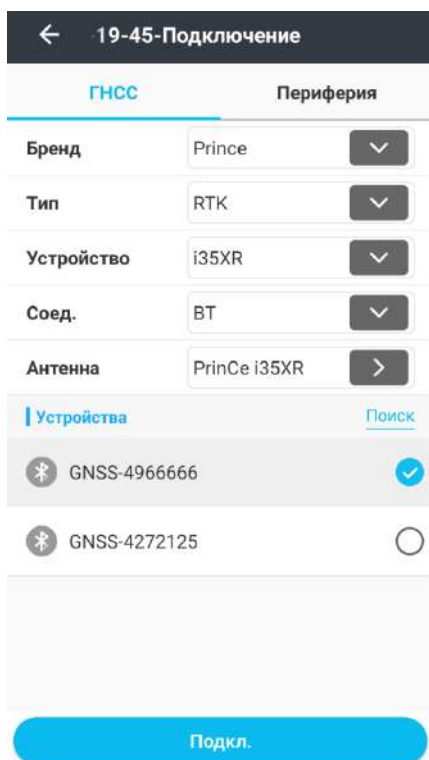 19-45-Подключение
ГНСС Периферия
Бренд Prince
Тип RTK
Устройство i35XR
Соед. BT
Антенна PrinCe i35XR
Устройства Поиск
GNSS-4966666
GNSS-4272125
Подкл.